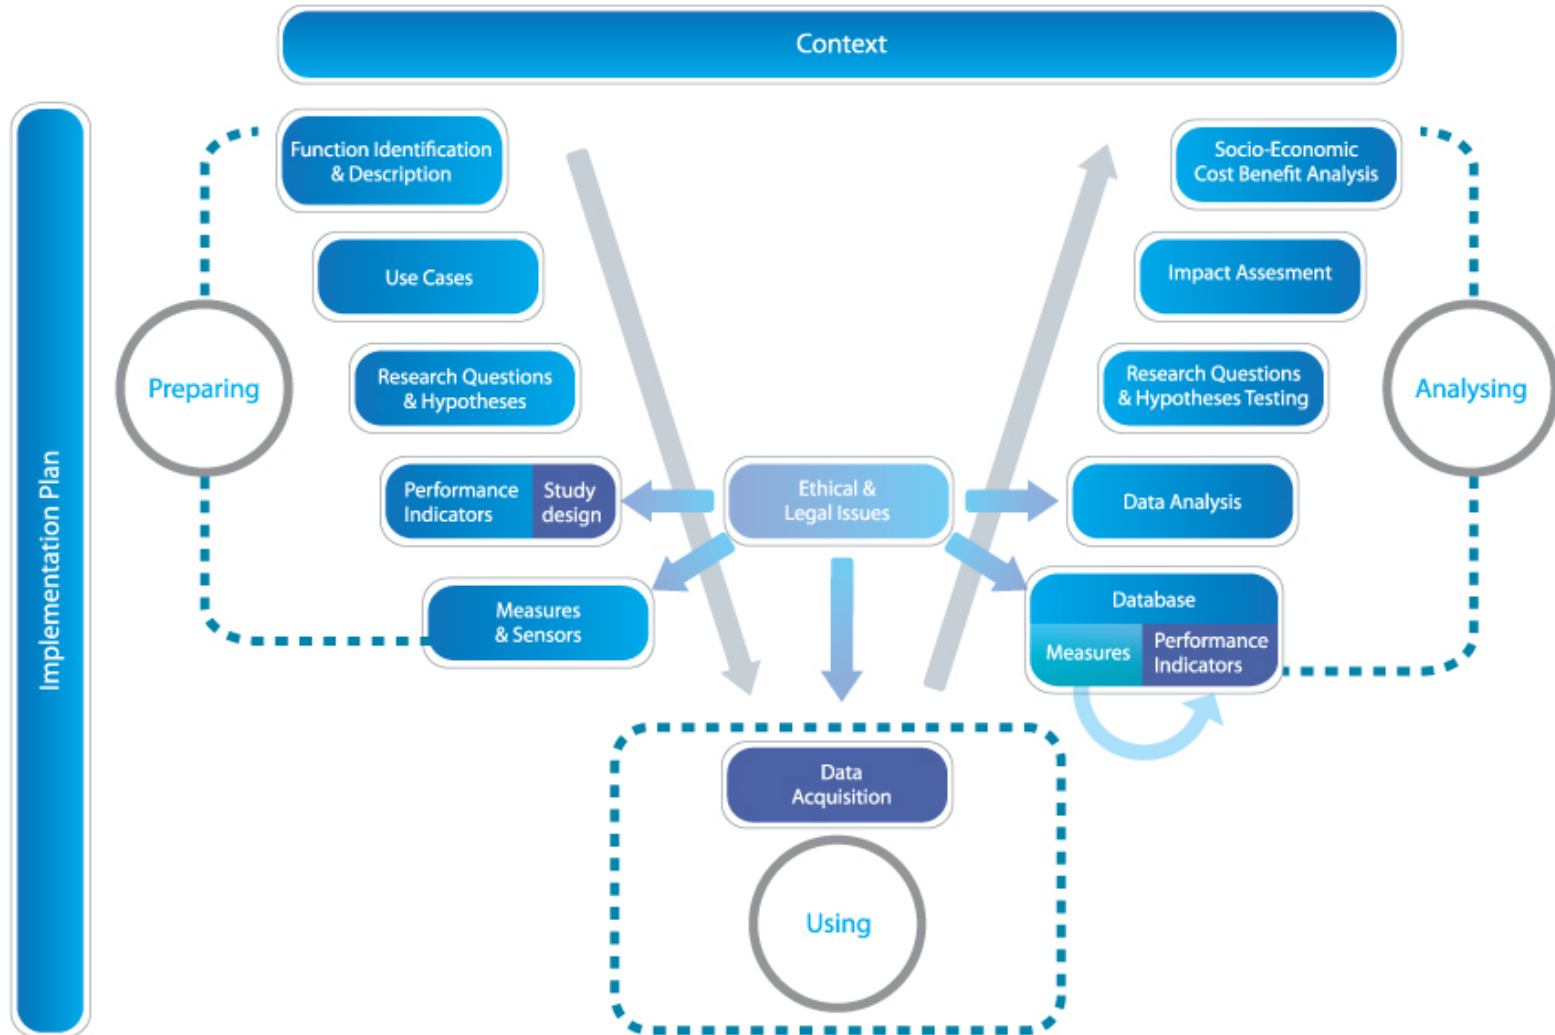 Context
Implementation Plan
Function Identification
& Description
Use Cases
Research Questions
& Hypotheses
Performance
Indicators
Study
design
Measures
& Sensors
Preparing
Ethical &
Legal Issues
Data
Acquisition
Using
Socio-Economic
Cost Benefit Analysis
Impact Assesment
Research Questions
& Hypotheses Testing
Data Analysis
Database
Measures
Performance
Indicators
Analysing